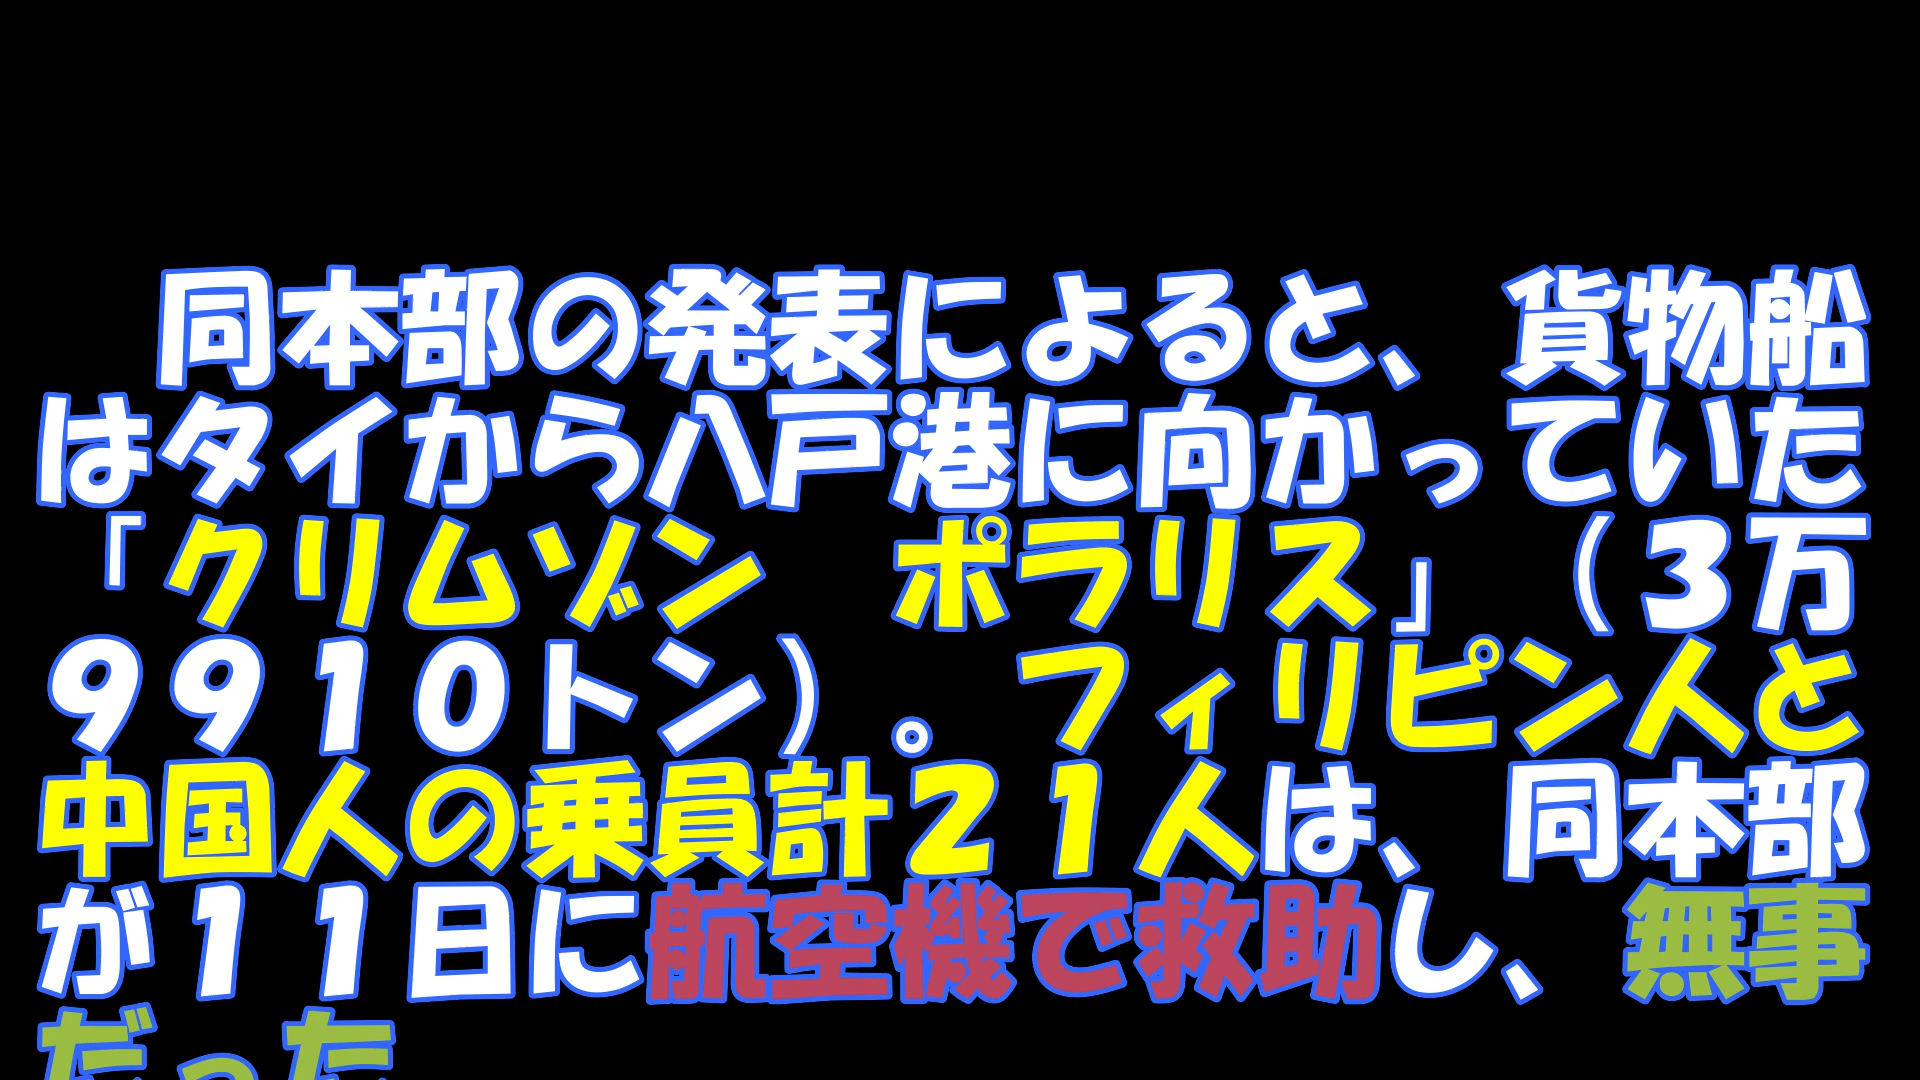 同本部の発表によると、貨物船
はタイから八戸港に向かっていた
「クリムゾン　ポラリス」（３万
９９１０トン）。フィリピン人と
中国人の乗員計２１人は、同本部
が１１日に航空機で救助し、無事
だった